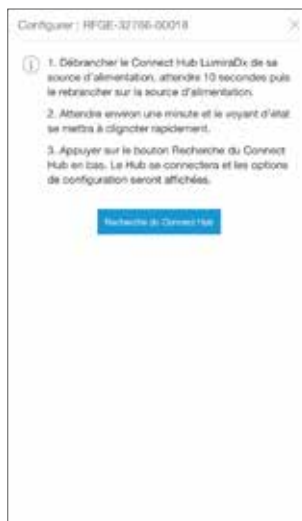 Configurer : RFGE-32766-00018
1. Débrancher le Connect Hub LumiraDx de sa
source d'alimentation, attendre 10 secondes puis
le rebrancher sur la source d'alimentation.
2. Attendre environ une minute et le voyant d'état
se mettra à clignoter rapidement.
3. Appuyer sur le bouton Recherche du Connect
Hub en bas. Le Hub se connectera et les options
de configuration seront affichées.
Recherche du Connect Hub